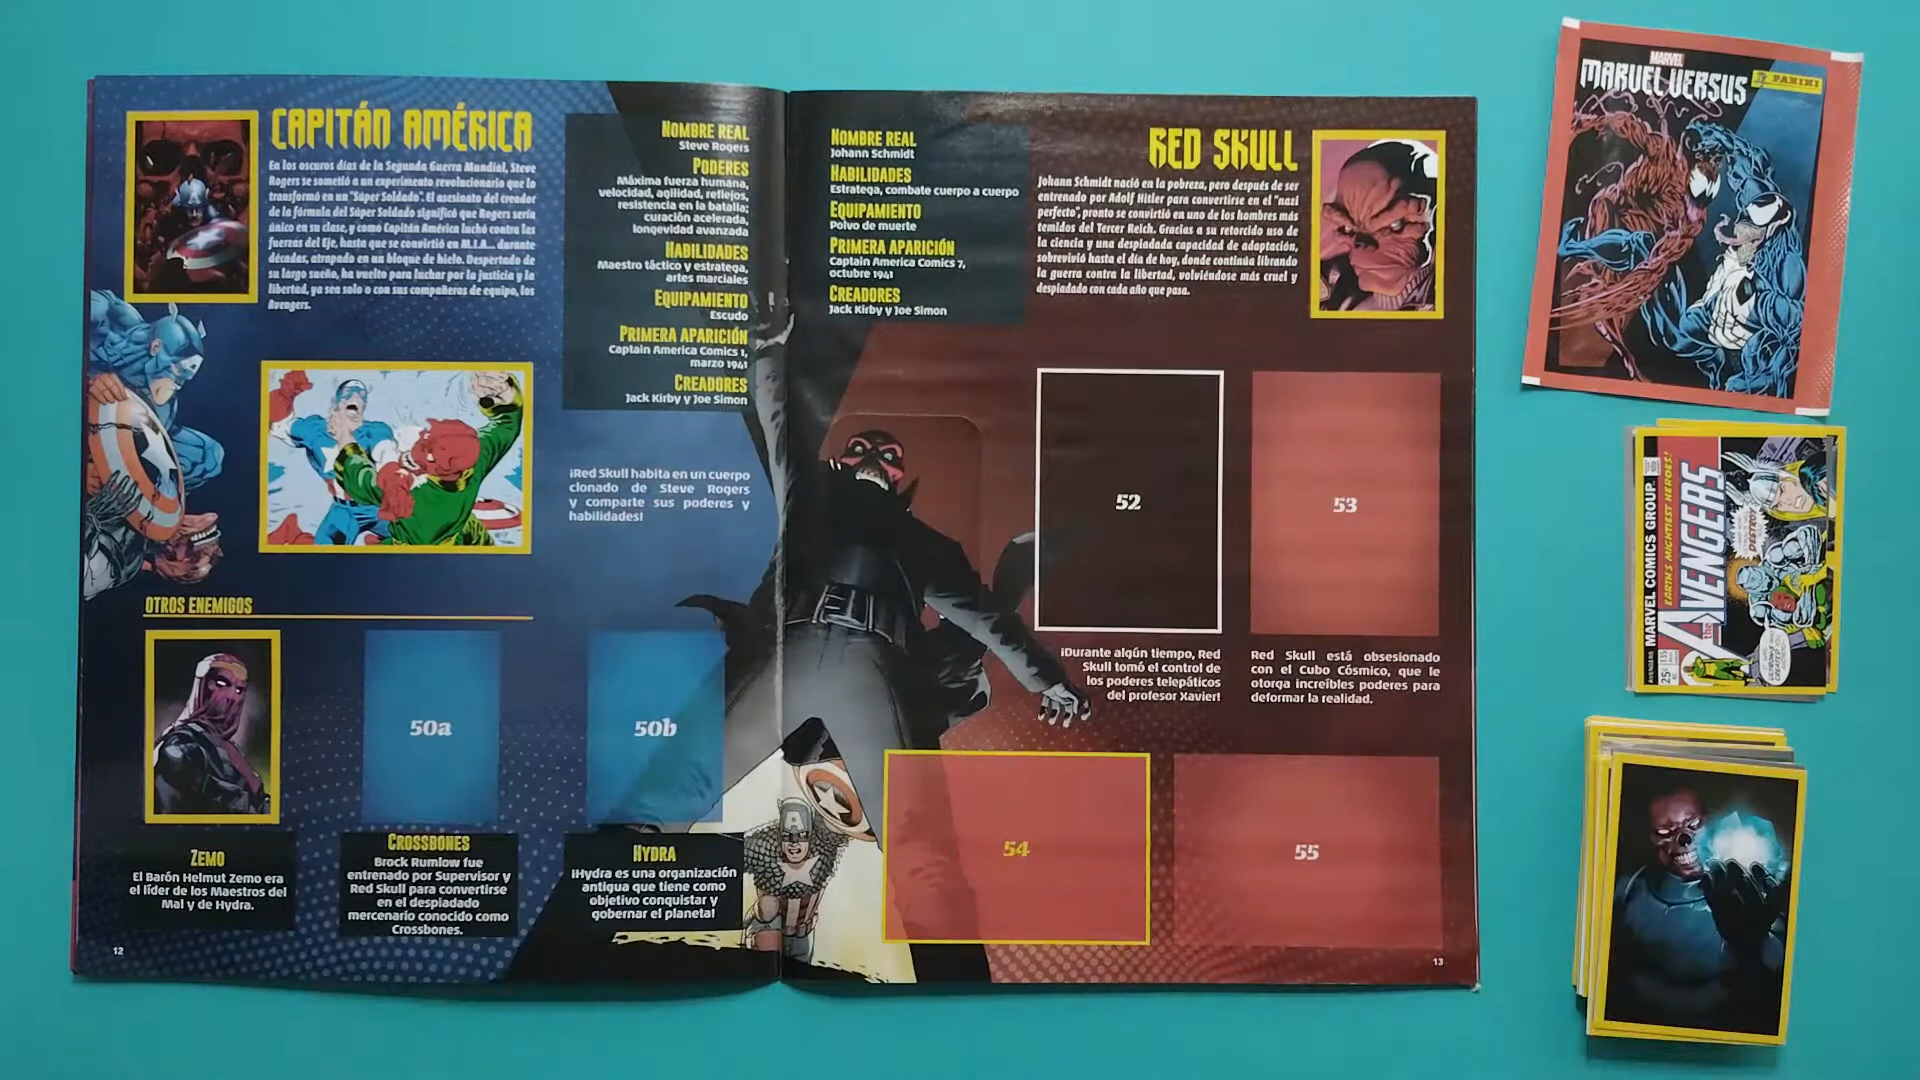 CAPITÁN AMÉRICA
En los oscuros días de la Segunda Guerra Mundial, Steve
Rogers se sometió a un experimento revolucionario que lo
transformó en un "Súper Soldado". El asesinato del creador
de la fórmula del Súper Soldado significó que Rogers sería
único en su clase, y como Capitán América luchó contra las
fuerzas del Eje, hasta que se convirtió en M.I.A... durante
décadas, atrapado en un bloque de hielo. Despertado de
su largo sueño, ha vuelto para luchar por la justicia y la
libertad, ya sea solo o con sus compañeros de equipo, los
Avengers.
NOMBRE REAL
Steve Rogers
PODERES
Máxima fuerza humana,
velocidad, agilidad, reflejos,
resistencia en la batalla;
curación acelerada,
longevidad avanzada
HABILIDADES
Maestro táctico y estratega,
artes marciales
EQUIPAMIENTO
Escudo
PRIMERA APARICIÓN
Captain America Comics 1,
marzo 1941
CREADORES
Jack Kirby y Joe Simon
¡Red Skull habita en un cuerpo
clonado de Steve Rogers
y comparte sus poderes y
habilidades!
OTROS ENEMIGOS
50a
50b
ZEMO
El Barón Helmut Zemo era
el líder de los Maestros del
Mal y de Hydra.
CROSSBONES
Brock Rumlow fue
entrenado por Supervisor y
Red Skull para convertirse
en el despiadado
mercenario conocido como
Crossbones.
HYDRA
¡Hydra es una organización
antigua que tiene como
objetivo conquistar y
gobernar el planeta!
12
NOMBRE REAL
Johann Schmidt
HABILIDADES
Estratega, combate cuerpo a cuerpo
EQUIPAMIENTO
Polvo de muerte
PRIMERA APARICIÓN
Captain America Comics 7,
octubre 1941
CREADORES
Jack Kirby y Joe Simon
RED SKULL
Johann Schmidt nació en la pobreza, pero después de ser
entrenado por Adolf Hitler para convertirse en el "nazi
perfecto", pronto se convirtió en uno de los hombres más
temidos del Tercer Reich. Gracias a su retorcido uso de
la ciencia y una despiadada capacidad de adaptación,
sobrevivió hasta el día de hoy, donde continúa librando
la guerra contra la libertad, volviéndose más cruel y
despiadado con cada año que pasa.
52
53
¡Durante algún tiempo, Red
Skull tomó el control de
los poderes telepáticos
del profesor Xavier!
Red Skull está obsesionado
con el Cubo Cósmico, que le
otorga increíbles poderes para
deformar la realidad.
54
55
13
MARVEL
MARVEL VERSUS
PANINI
MARVEL COMICS GROUP
EARTH'S MIGHTIEST HEROES!
THE AVENGERS
AVENGERS
25¢
135
DESTROY